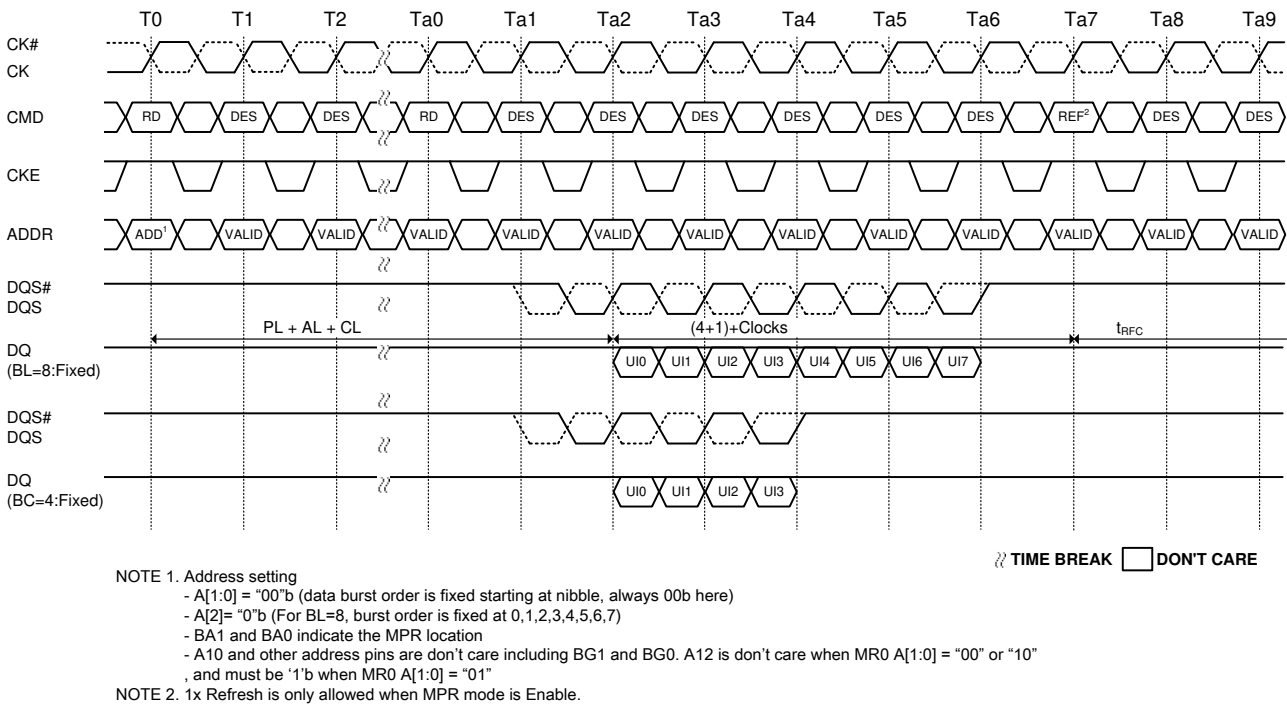 T0 T1 T2 Ta0 Ta1 Ta2 Ta3 Ta4 Ta5 Ta6 Ta7 Ta8 Ta9
CK#
CK
CMD RD DES DES RD DES DES DES DES DES DES REF2 DES DES
CKE
ADDR ADD1 VALID VALID VALID VALID VALID VALID VALID VALID VALID VALID VALID VALID
DQS#
DQS
PL + AL + CL (4+1)+Clocks tRFC
DQ
(BL=8:Fixed) UI0 UI1 UI2 UI3 UI4 UI5 UI6 UI7
DQS#
DQS
DQ
(BC=4:Fixed) UI0 UI1 UI2 UI3
TIME BREAK DON'T CARE
NOTE 1. Address setting
- A[1:0] = “00”b (data burst order is fixed starting at nibble, always 00b here)
- A[2]= “0”b (For BL=8, burst order is fixed at 0,1,2,3,4,5,6,7)
- BA1 and BA0 indicate the MPR location
- A10 and other address pins are don’t care including BG1 and BG0. A12 is don’t care when MR0 A[1:0] = “00” or “10”
, and must be ‘1’b when MR0 A[1:0] = “01”
NOTE 2. 1x Refresh is only allowed when MPR mode is Enable.